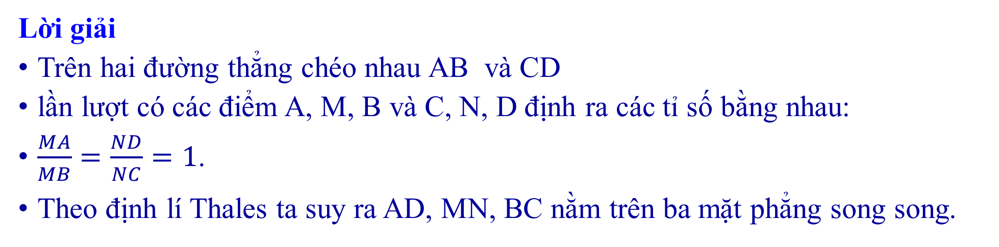 Lời giải
• Trên hai đường thẳng chéo nhau AB và CD
• lần lượt có các điểm A, M, B và C, N, D định ra các tỉ số bằng nhau:
• \frac{MA}{MB} = \frac{ND}{NC} = 1.
• Theo định lí Thales ta suy ra AD, MN, BC nằm trên ba mặt phẳng song song.